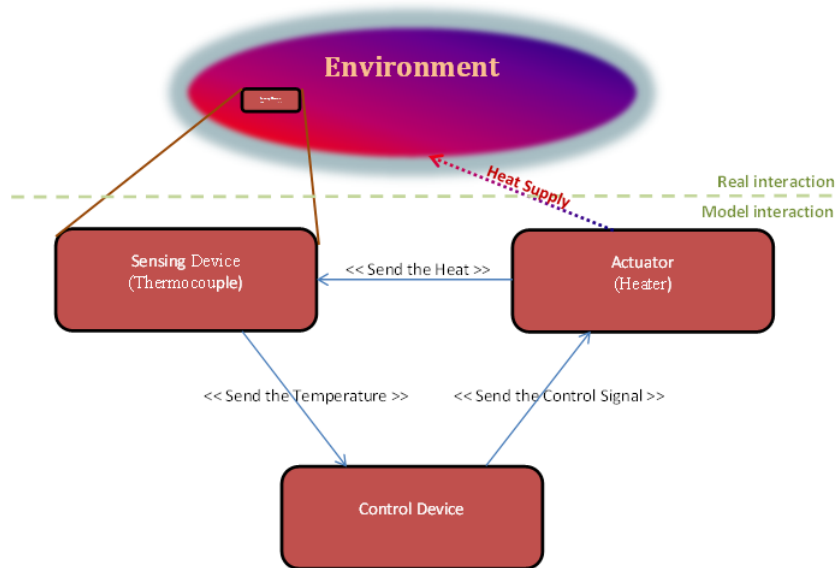 Environment
Heat Supply
Real interaction
Model interaction
Sensing Device
(Thermocouple)
<< Send the Heat >>
Actuator
(Heater)
<< Send the Temperature >>
<< Send the Control Signal >>
Control Device